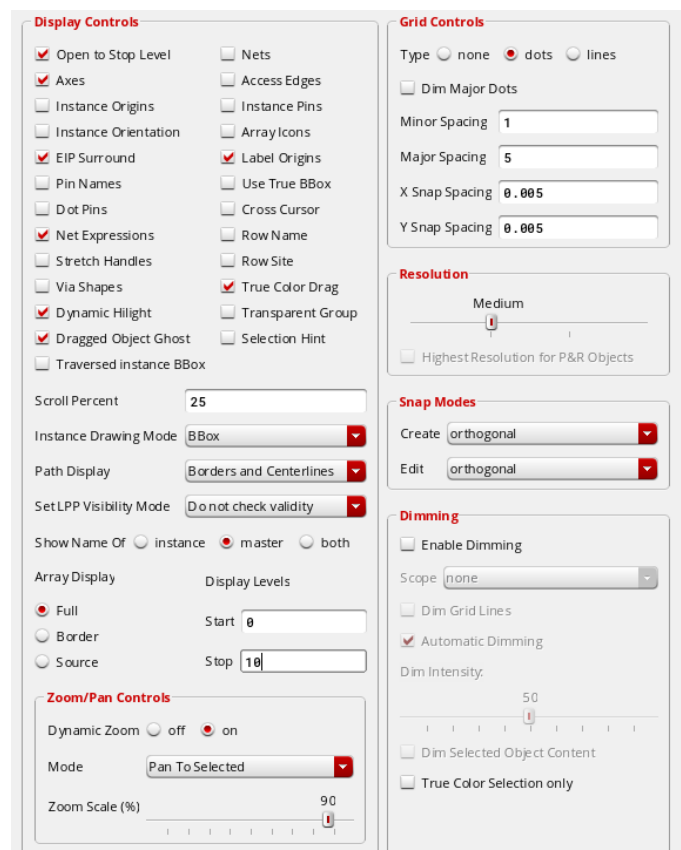 Display Controls
Open to Stop Level
Nets
Axes
Access Edges
Instance Origins
Instance Pins
Instance Orientation
Array Icons
EIP Surround
Label Origins
Pin Names
Use True BBox
Dot Pins
Cross Cursor
Net Expressions
Row Name
Stretch Handles
Row Site
Via Shapes
True Color Drag
Dynamic Hilight
Transparent Group
Dragged Object Ghost
Selection Hint
Traversed instance BBox
Scroll Percent 25
Instance Drawing Mode BBox
Path Display Borders and Centerlines
Set LPP Visibility Mode Do not check validity
Show Name Of instance master both
Array Display
Full
Border
Source
Display Levels
Start 0
Stop 10
Zoom/Pan Controls
Dynamic Zoom off on
Mode Pan To Selected
Zoom Scale (%) 90
Grid Controls
Type none dots lines
Dim Major Dots
Minor Spacing 1
Major Spacing 5
X Snap Spacing 0.005
Y Snap Spacing 0.005
Resolution
Medium
Highest Resolution for P&R Objects
Snap Modes
Create orthogonal
Edit orthogonal
Dimming
Enable Dimming
Scope none
Dim Grid Lines
Automatic Dimming
Dim Intensity:
50
Dim Selected Object Content
True Color Selection only